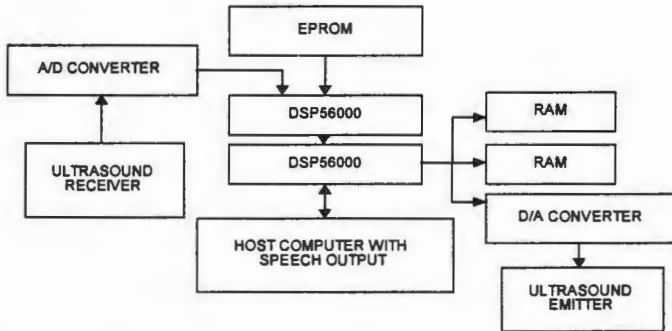 EPROM
A/D CONVERTER
DSP56000
RAM
DSP56000
RAM
ULTRASOUND
RECEIVER
D/A CONVERTER
HOST COMPUTER WITH
SPEECH OUTPUT
ULTRASOUND
EMITTER